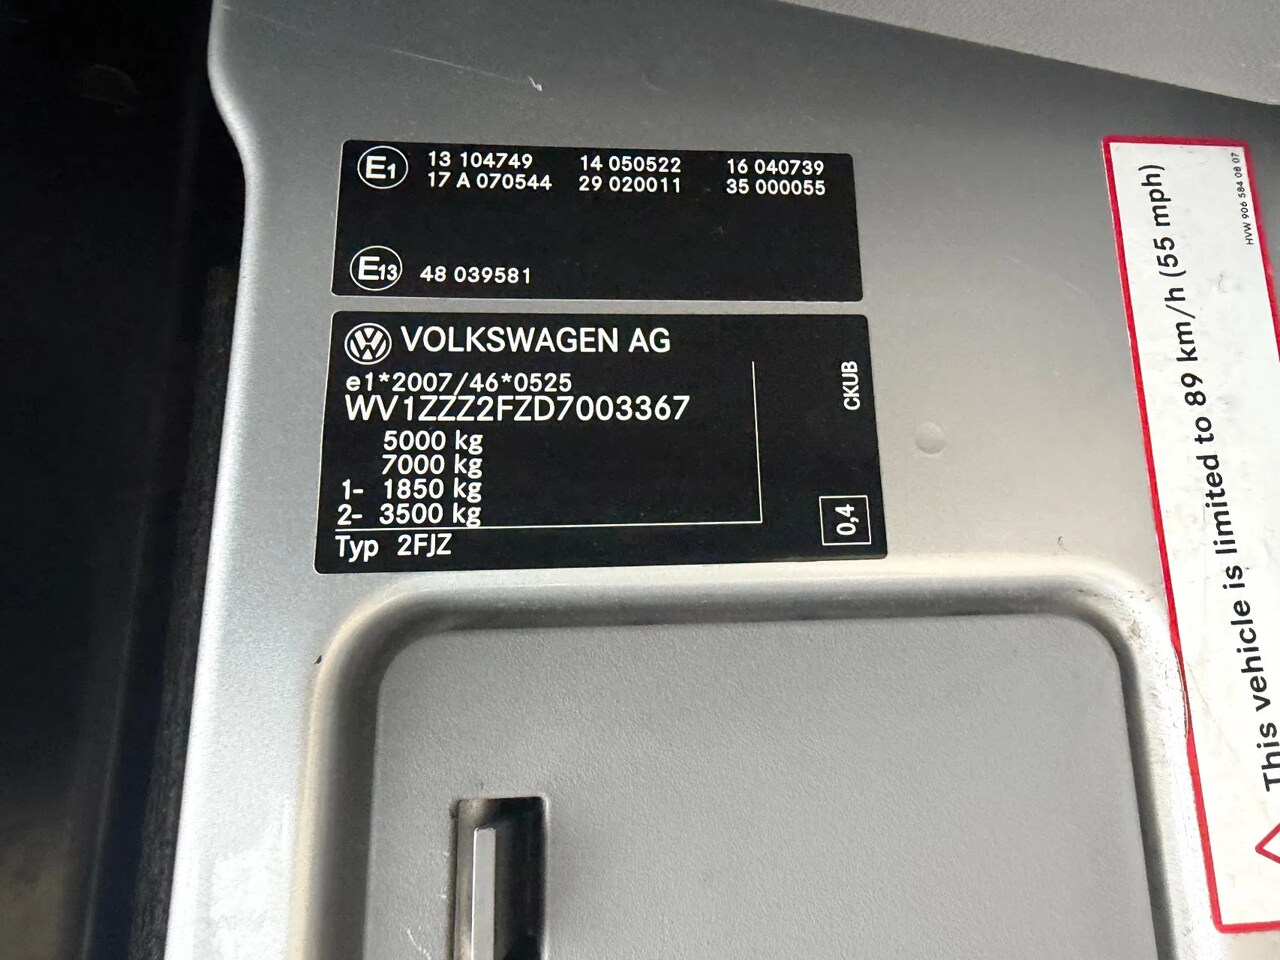 E1 13 104749 14 050522 16 040739
17 A 070544 29 020011 35 000055
E13 48 039581
VOLKSWAGEN AG
e1*2007/46*0525
WV1ZZZ2FZD7003367
5000 kg
7000 kg
1- 1850 kg
2- 3500 kg
Typ 2FJZ
CKUB
0,4
This vehicle is limited to 89 km/h (55 mph)
HVW 906 584 08 07